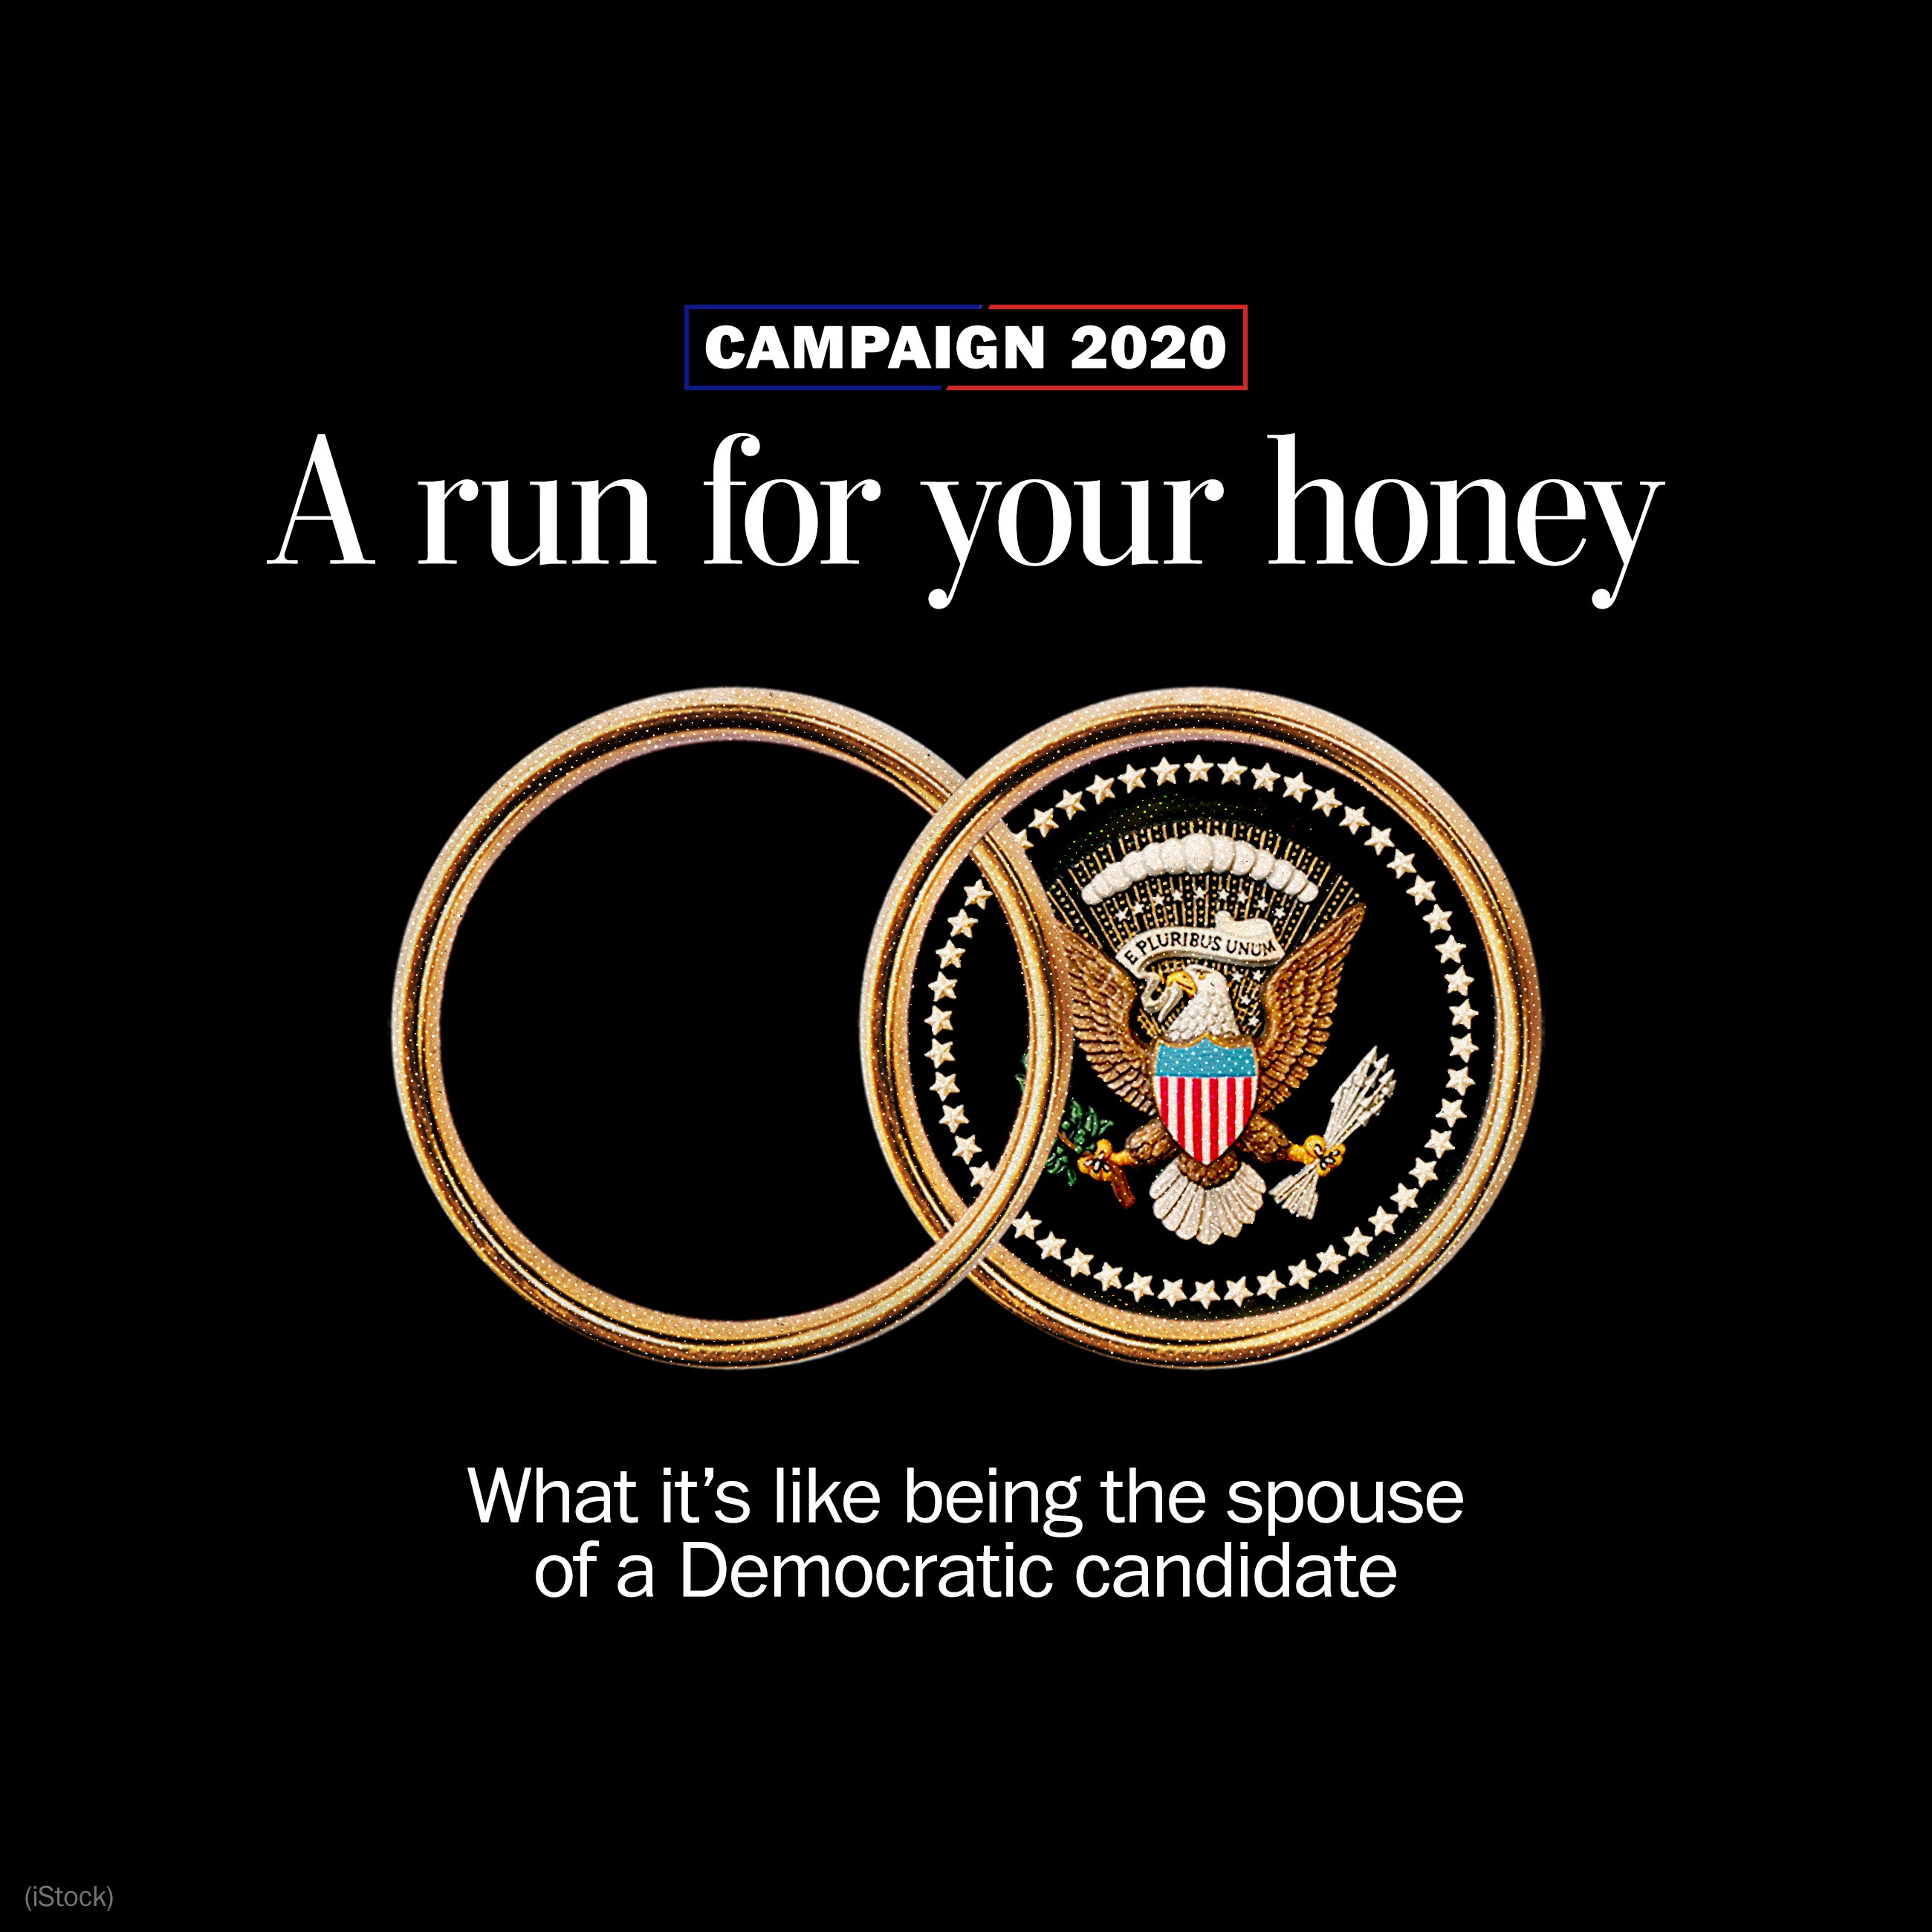 CAMPAIGN 2020
A run for your honey
E PLURIBUS UNUM
What it’s like being the spouse
of a Democratic candidate
(iStock)